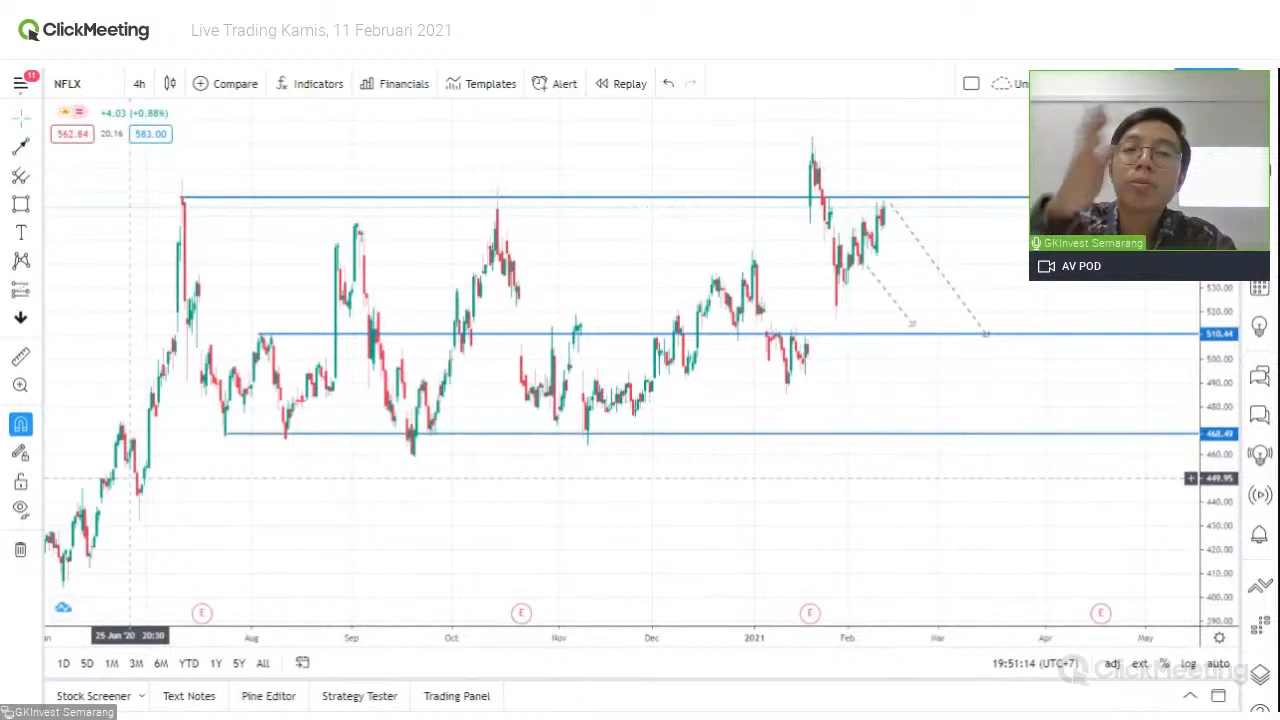 ClickMeeting
Live Trading Kamis, 11 Februari 2021
11
NFLX
4h
Compare
Indicators
Financials
Templates
Alert
Replay
Un
+4.03 (+0.88%)
562.84
20.16
583.00
GKInvest Semarang
AV POD
530.00
520.00
510.44
500.00
490.00
480.00
468.49
460.00
449.95
440.00
430.00
420.00
410.00
400.00
390.00
E
E
E
E
25 Jun '20 20:30
Aug
Sep
Oct
Nov
Dec
2021
Feb
Mar
Apr
May
1D
5D
1M
3M
6M
YTD
1Y
5Y
All
19:51:14 (UTC+7)
adj
ext
%
log
auto
ClickMeeting
Stock Screener
Text Notes
Pine Editor
Strategy Tester
Trading Panel
GKInvest Semarang